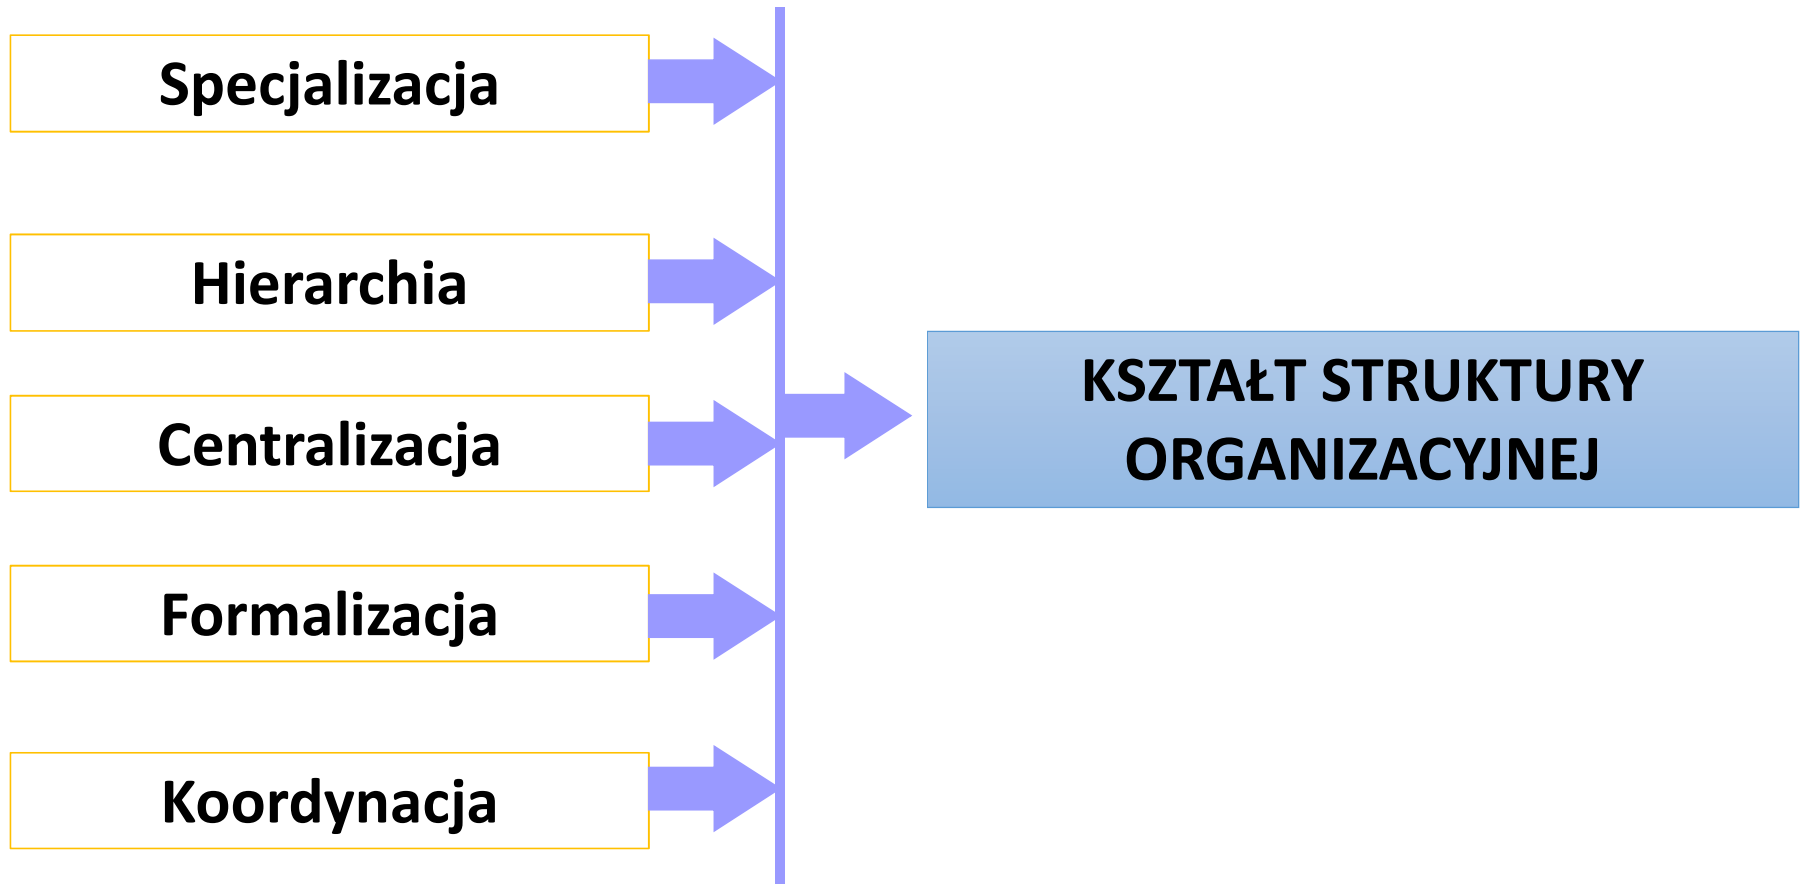 Specjalizacja
Hierarchia
Centralizacja
Formalizacja
Koordynacja
KSZTAŁT STRUKTURY
ORGANIZACYJNEJ